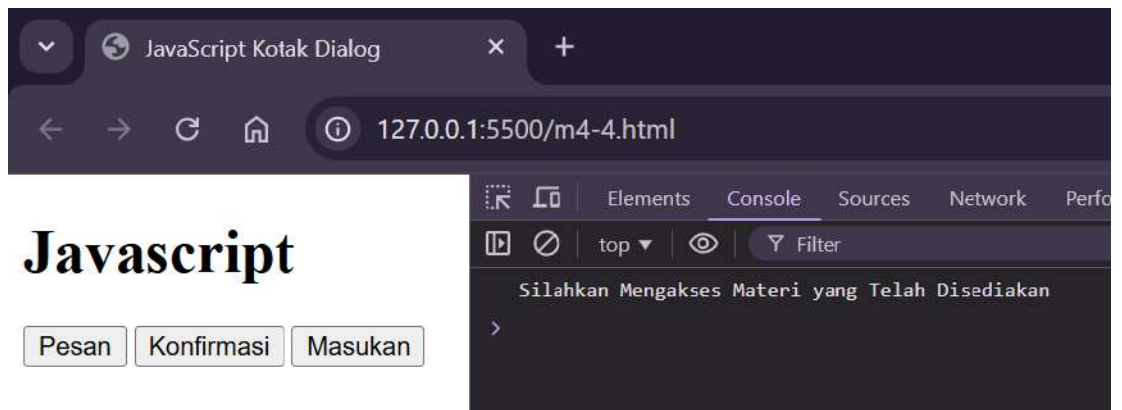 JavaScript Kotak Dialog
127.0.0.1:5500/m4-4.html
Elements Console Sources Network Perfo
top Filter
Javascript
Pesan Konfirmasi Masukan
Silahkan Mengakses Materi yang Telah Disediakan